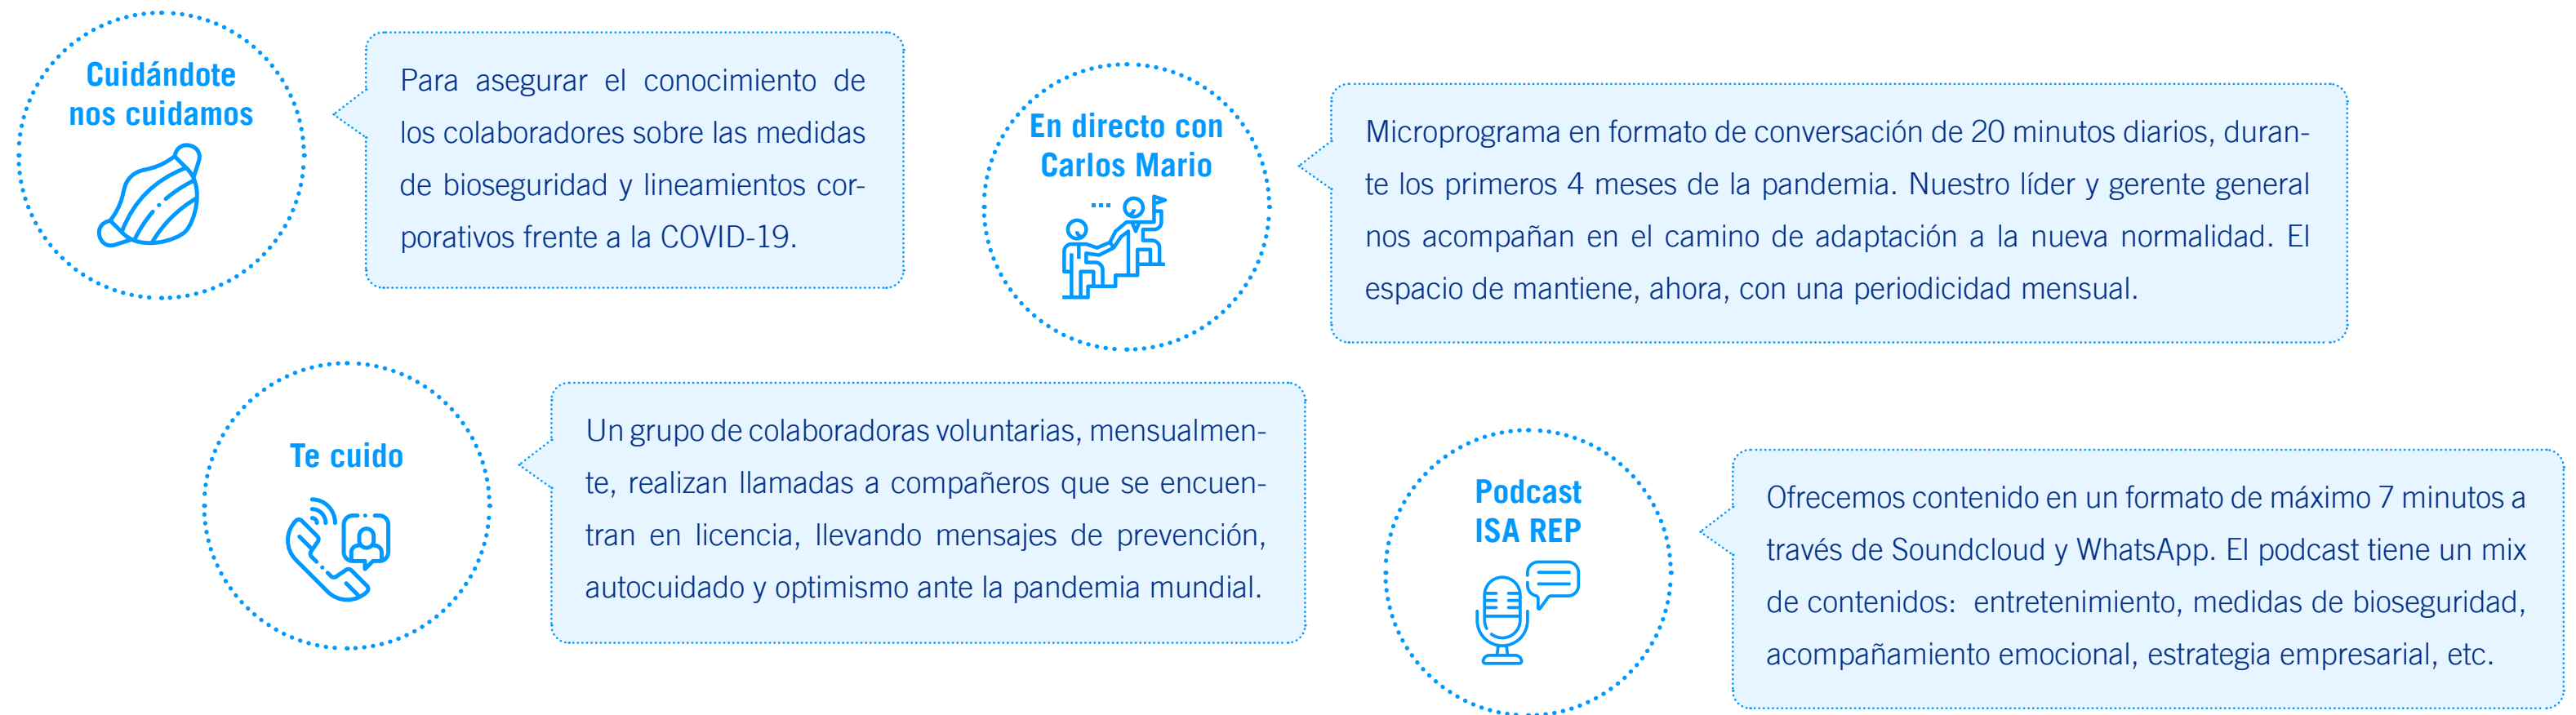 Cuidándote
nos cuidamos
Para asegurar el conocimiento de
los colaboradores sobre las medidas
de bioseguridad y lineamientos cor-
porativos frente a la COVID-19.
En directo con
Carlos Mario
Microprograma en formato de conversación de 20 minutos diarios, duran-
te los primeros 4 meses de la pandemia. Nuestro líder y gerente general
nos acompañan en el camino de adaptación a la nueva normalidad. El
espacio de mantiene, ahora, con una periodicidad mensual.
Te cuido
Un grupo de colaboradoras voluntarias, mensualmen-
te, realizan llamadas a compañeros que se encuen-
tran en licencia, llevando mensajes de prevención,
autocuidado y optimismo ante la pandemia mundial.
Podcast
ISA REP
Ofrecemos contenido en un formato de máximo 7 minutos a
través de Soundcloud y WhatsApp. El podcast tiene un mix
de contenidos:  entretenimiento, medidas de bioseguridad,
acompañamiento emocional, estrategia empresarial, etc.